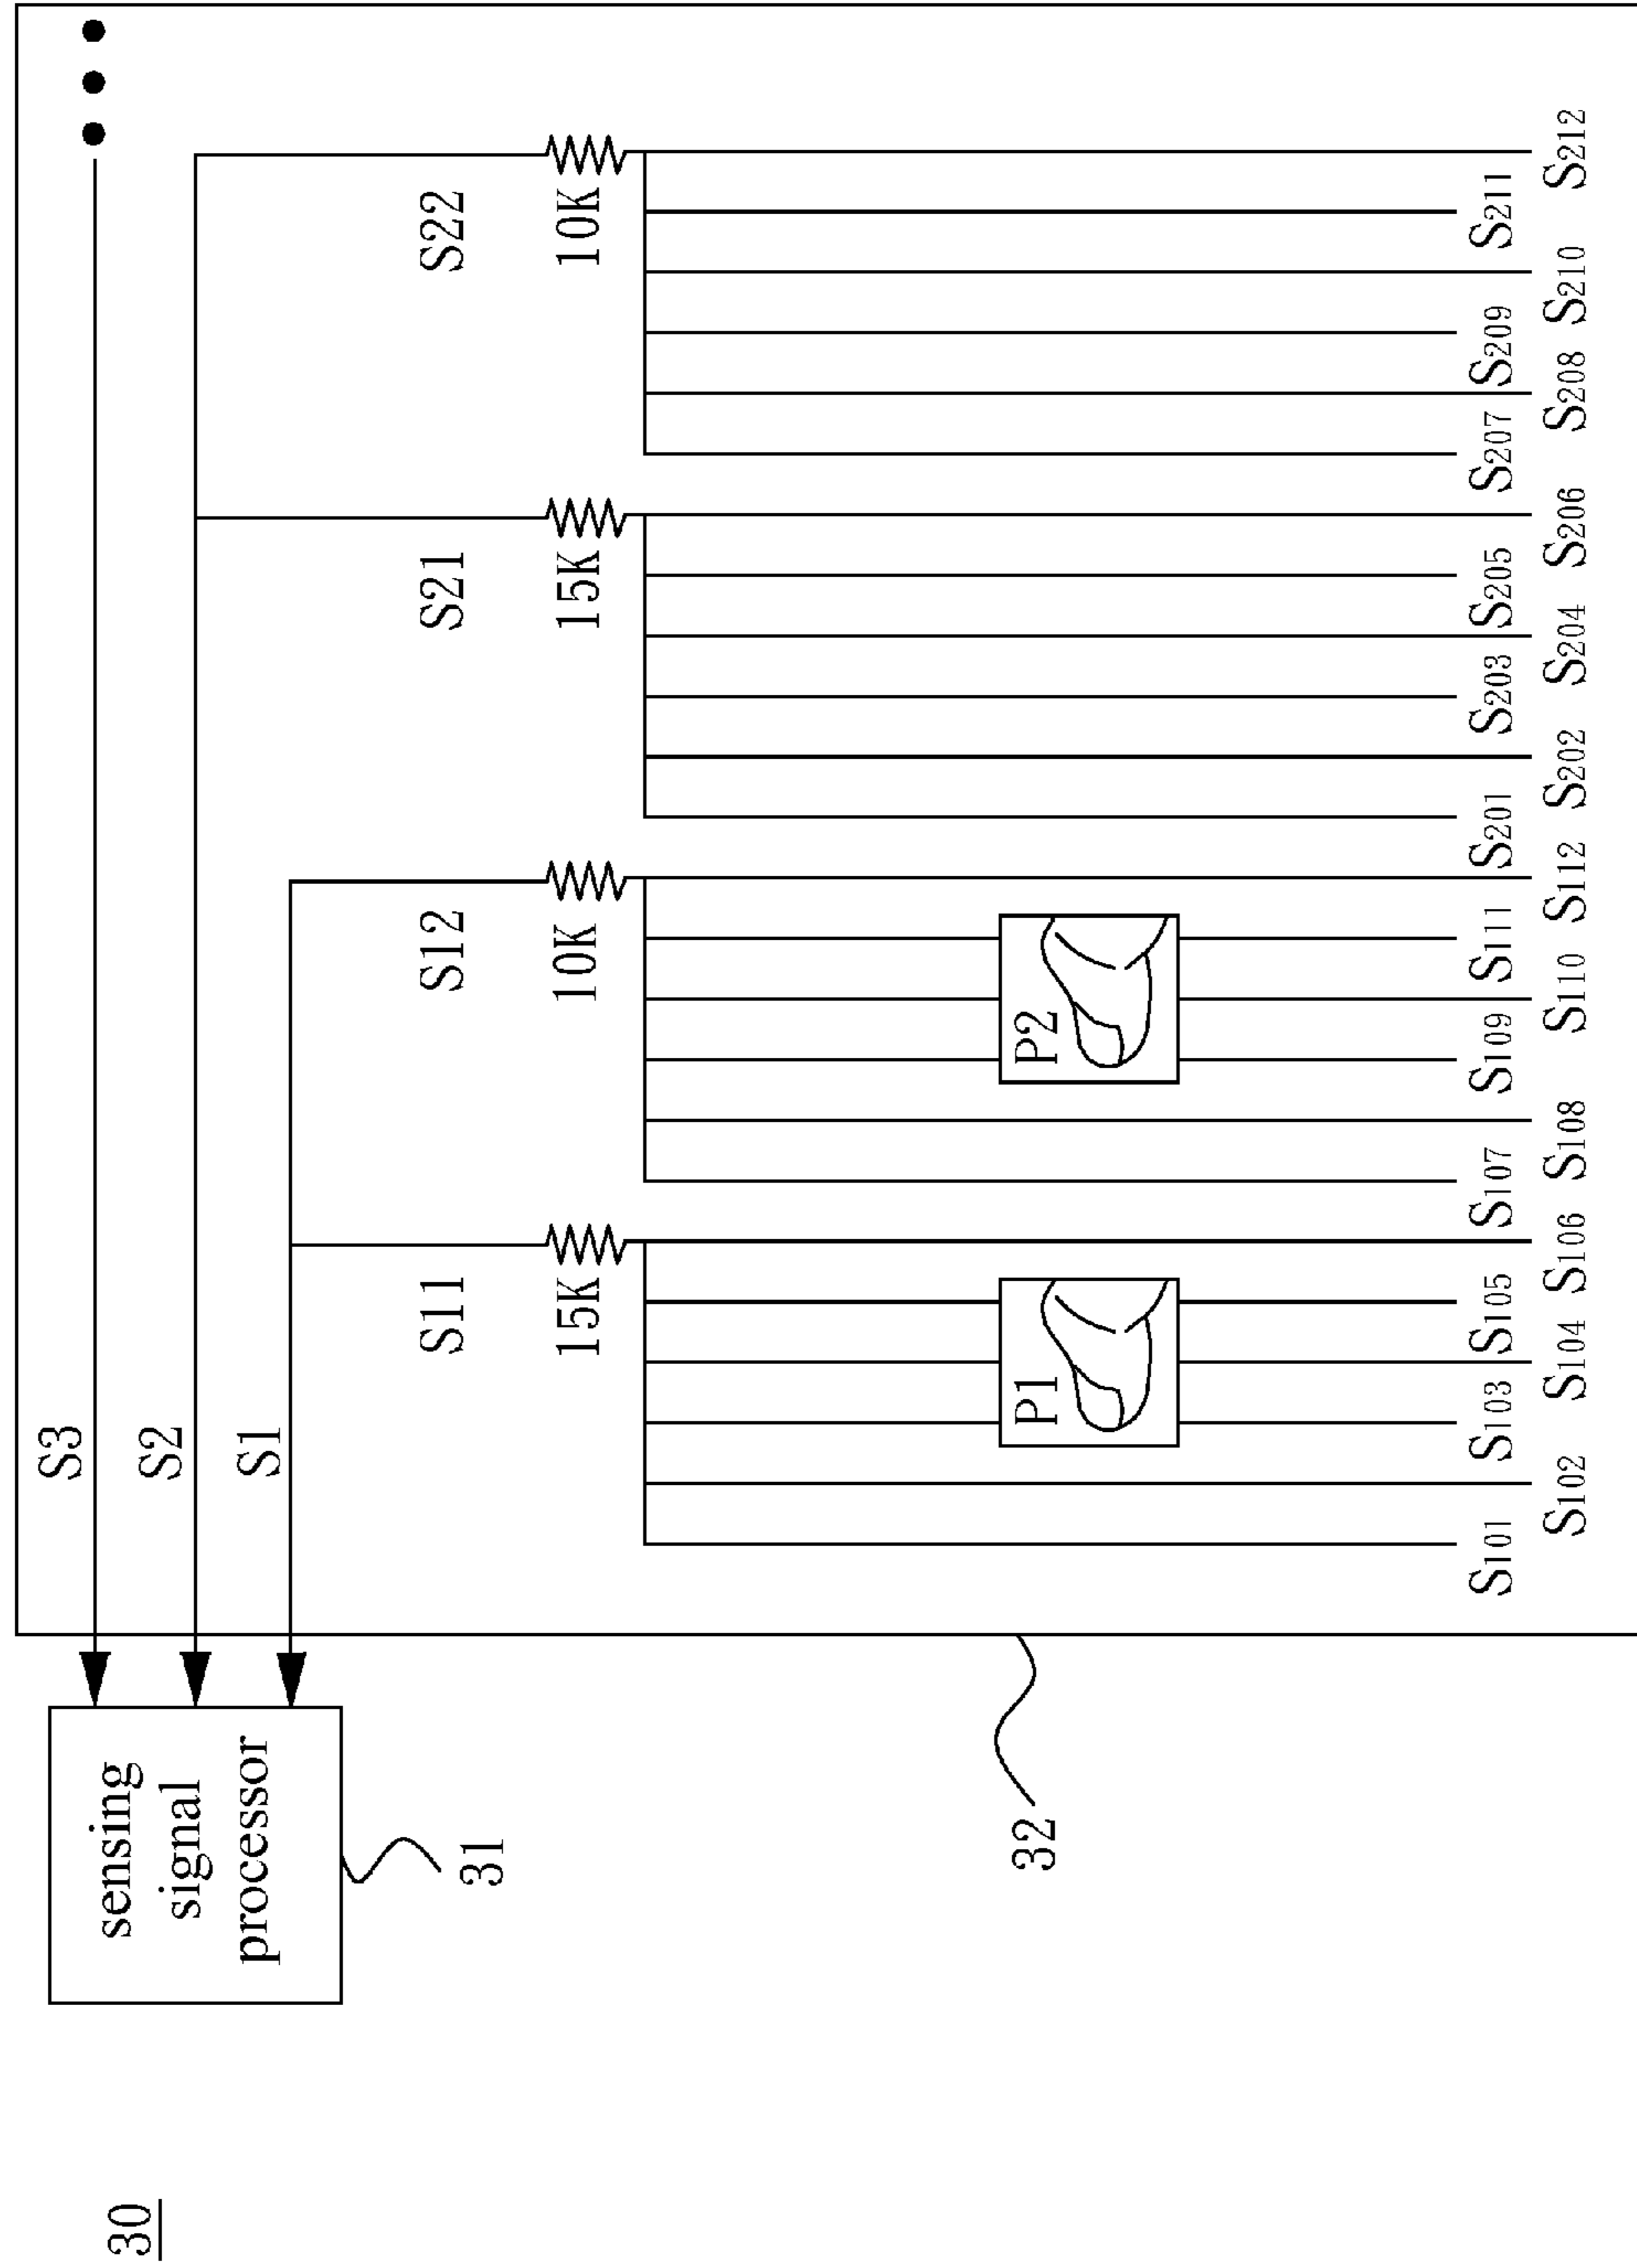 30
sensing
signal
processor
31
32
S3
S2
S1
S11
S12
S21
S22
15K
10K
15K
10K
P1
P2
S101
S103
S105
S107
S109
S111
S201
S203
S205
S207
S209
S211
S102
S104
S106
S108
S110
S112
S202
S204
S206
S208
S210
S212